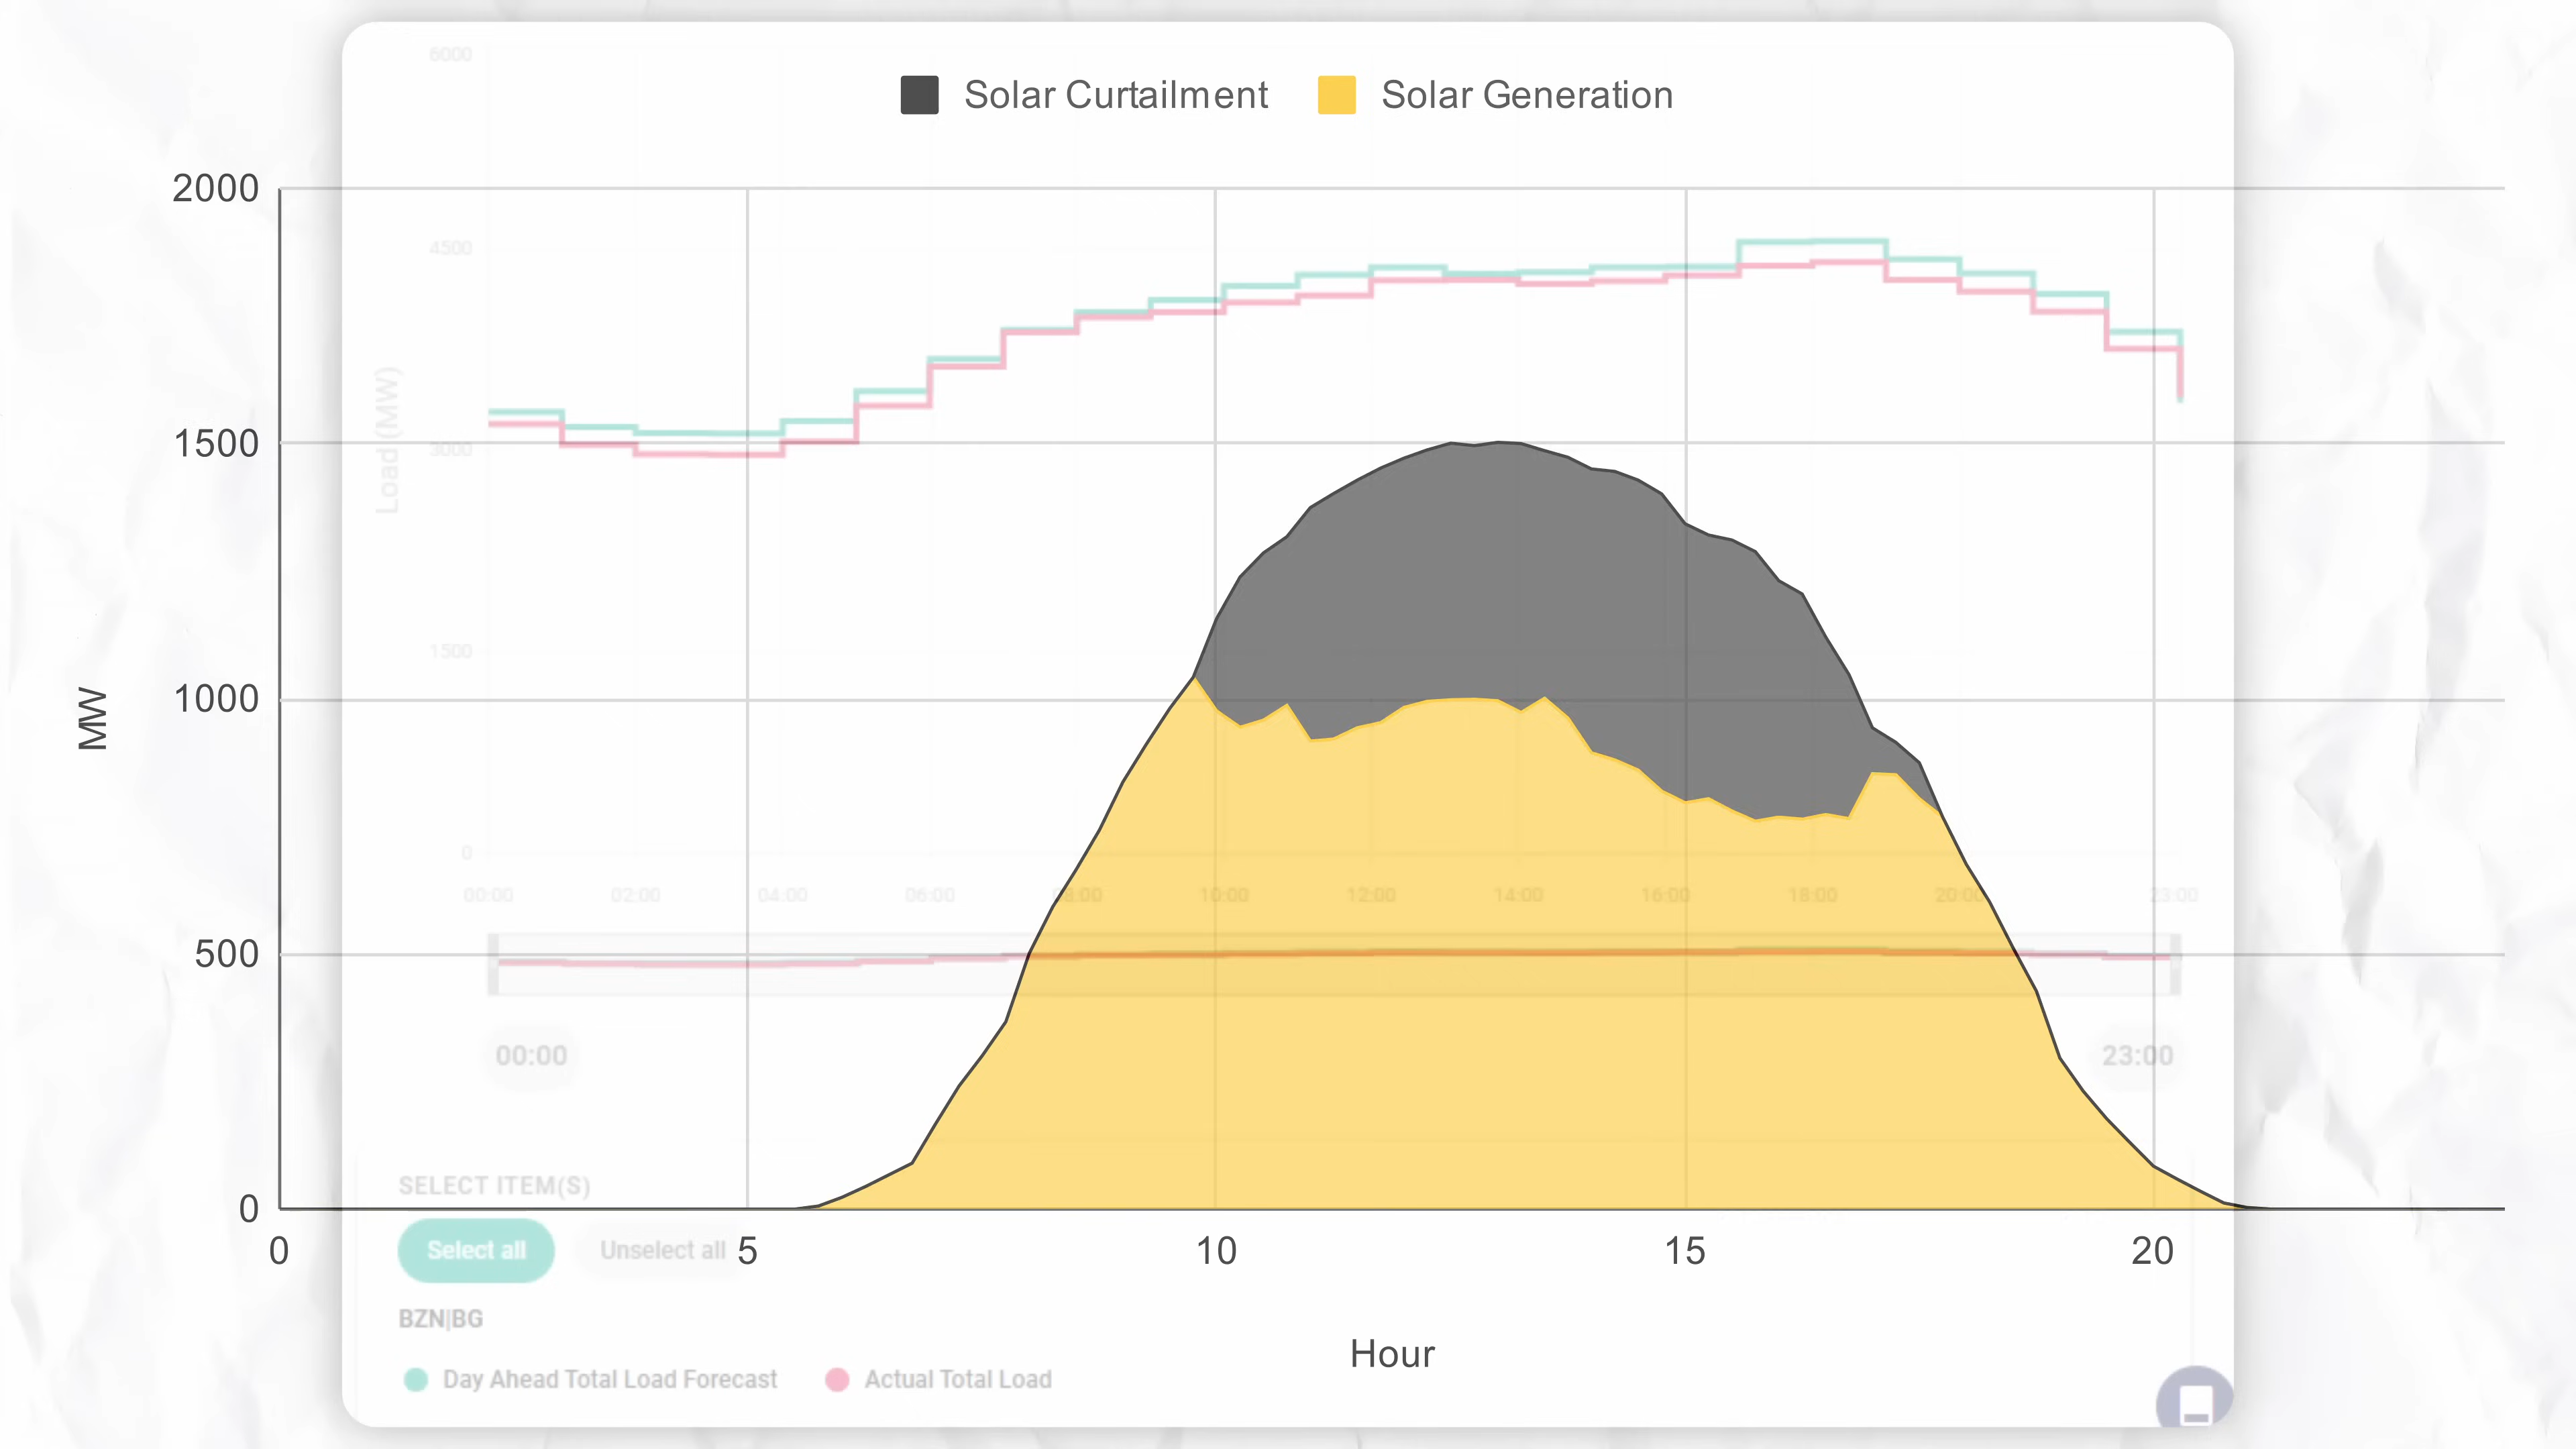 6000
Solar Curtailment Solar Generation
2000
4500
1500
3000
Load (MW)
1500
MW
1000
0
00:00 02:00 04:00 06:00 08:00 10:00 12:00 14:00 16:00 18:00 20:00 23:00
500
00:00 23:00
SELECT ITEM(S)
0
Select all Unselect all
0 5 10 15 20
BZN|BG
Hour
Day Ahead Total Load Forecast Actual Total Load